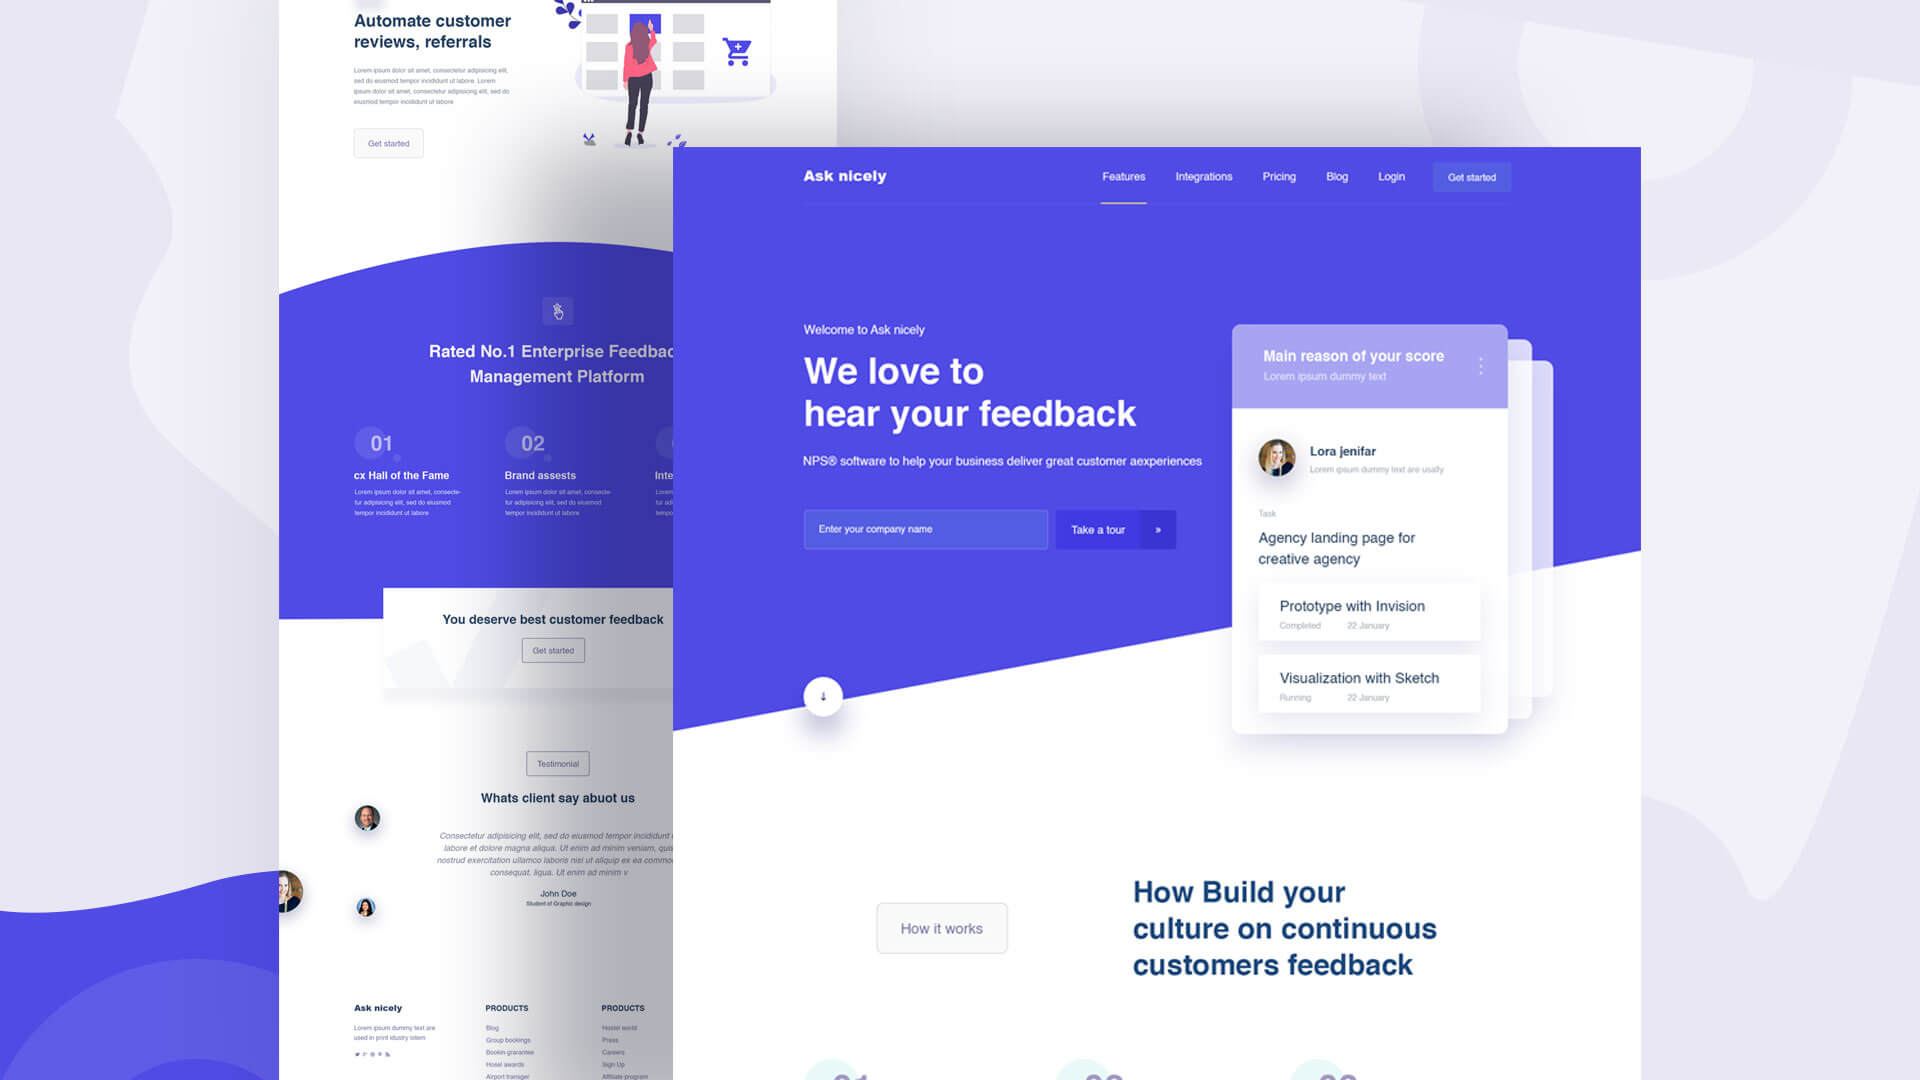 Automate customer
reviews, referrals
Lorem ipsum dolor sit amet, consectetur adipisicing elit,
sed do eiusmod tempor incididunt ut labore. Lorem
ipsum dolor sit amet, consectetur adipisicing elit, sed do
eiusmod tempor incididunt ut labore
Get started
Rated No.1 Enterprise Feedbac
Management Platform
01
02
cx Hall of the Fame
Brand assests
Inte
Lorem ipsum dolor sit amet, consecte-
tur adipisicing elit, sed do eiusmod
tempor incididunt ut labore
Lorem ipsum dolor sit amet, consecte-
tur adipisicing elit, sed do eiusmod
tempor incididunt ut labore
Lorem
tur adi
tempor
You deserve best customer feedback
Get started
Testimonial
Whats client say abuot us
Consectetur adipisicing elit, sed do eiusmod tempor incididunt
labore et dolore magna aliqua. Ut enim ad minim veniam, quis
nostrud exercitation ullamco laboris nisi ut aliquip ex ea commo
consequat. liqua. Ut enim ad minim v
John Doe
Student of Graphc design
Ask nicely
Lorem ipsum dummy text are
used in print idustry lotem
PRODUCTS
Blog
Group bookings
Bookin grarantee
Hosel awards
Airport transger
PRODUCTS
Hostel world
Press
Careers
Sign Up
Affiliate program
Ask nicely
Features
Integrations
Pricing
Blog
Login
Get started
Welcome to Ask nicely
We love to
hear your feedback
NPS® software to help your business deliver great customer aexperiences
Enter your company name
Take a tour
»
Main reason of your score
Lorem ipsum dummy text
Lora jenifar
Lorem ipsum dummy text are usally
Task
Agency landing page for
creative agency
Prototype with Invision
Completed 22 January
Visualization with Sketch
Running 22 January
How it works
How Build your
culture on continuous
customers feedback
01